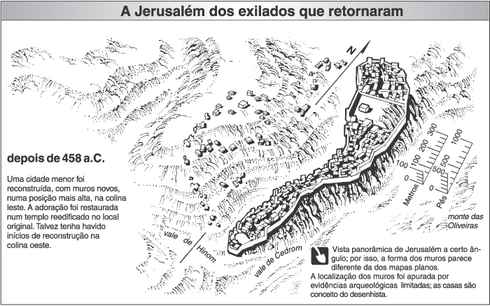 A Jerusalém dos exilados que retornaram
N
depois de 458 a.C.
Uma cidade menor foi
reconstruída, com muros novos,
numa posição mais alta, na colina
leste. A adoração foi restaurada
num templo reedificado no local
original. Talvez tenha havido
inícios de reconstrução na
colina oeste.
vale de Hinom
vale de Cedrom
Metros
100 0 100 200 300
Pés
0 500 1000
monte das
Oliveiras
Vista panorâmica de Jerusalém a certo ân-
gulo; por isso, a forma dos muros parece
diferente da dos mapas planos.
A localização dos muros foi apurada por
evidências arqueológicas limitadas; as casas são
conceito do desenhista.